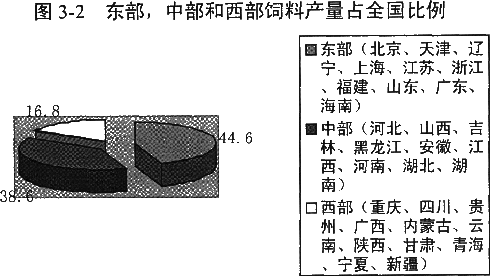 图 3-2 东部，中部和西部饲料产量占全国比例
16.8
44.6
38.6
东部（北京、天津、辽
宁、上海、江苏、浙江
、福建、山东、广东、
海南）
中部（河北、山西、吉
林、黑龙江、安徽、江
西、河南、湖北、湖
南）
西部（重庆、四川、贵
州、广西、内蒙古、云
南、陕西、甘肃、青海
、宁夏、新疆）